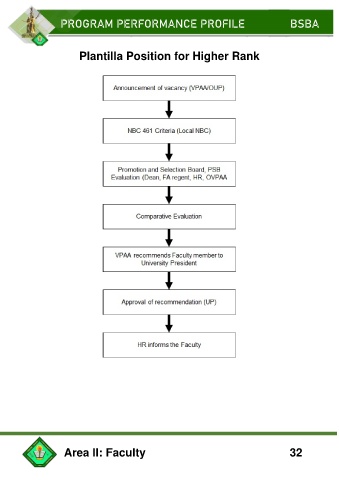 PROGRAM PERFORMANCE PROFILE BSBA
Plantilla Position for Higher Rank
Announcement of vacancy (VPAA/OUP)
NBC 461 Criteria (Local NBC)
Promotion and Selection Board, PSB
Evaluation (Dean, FA regent, HR, OVPAA
Comparative Evaluation
VPAA recommends Faculty member to
University President
Approval of recommendation (UP)
HR informs the Faculty
Area II: Faculty 32